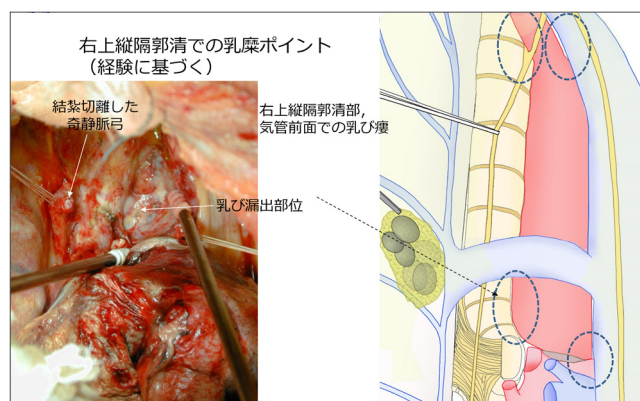 右上縦隔郭清での乳糜ポイント
（経験に基づく）
結紮切離した
奇静脈弓
右上縦隔郭清部，
気管前面での乳び瘻
乳び漏出部位